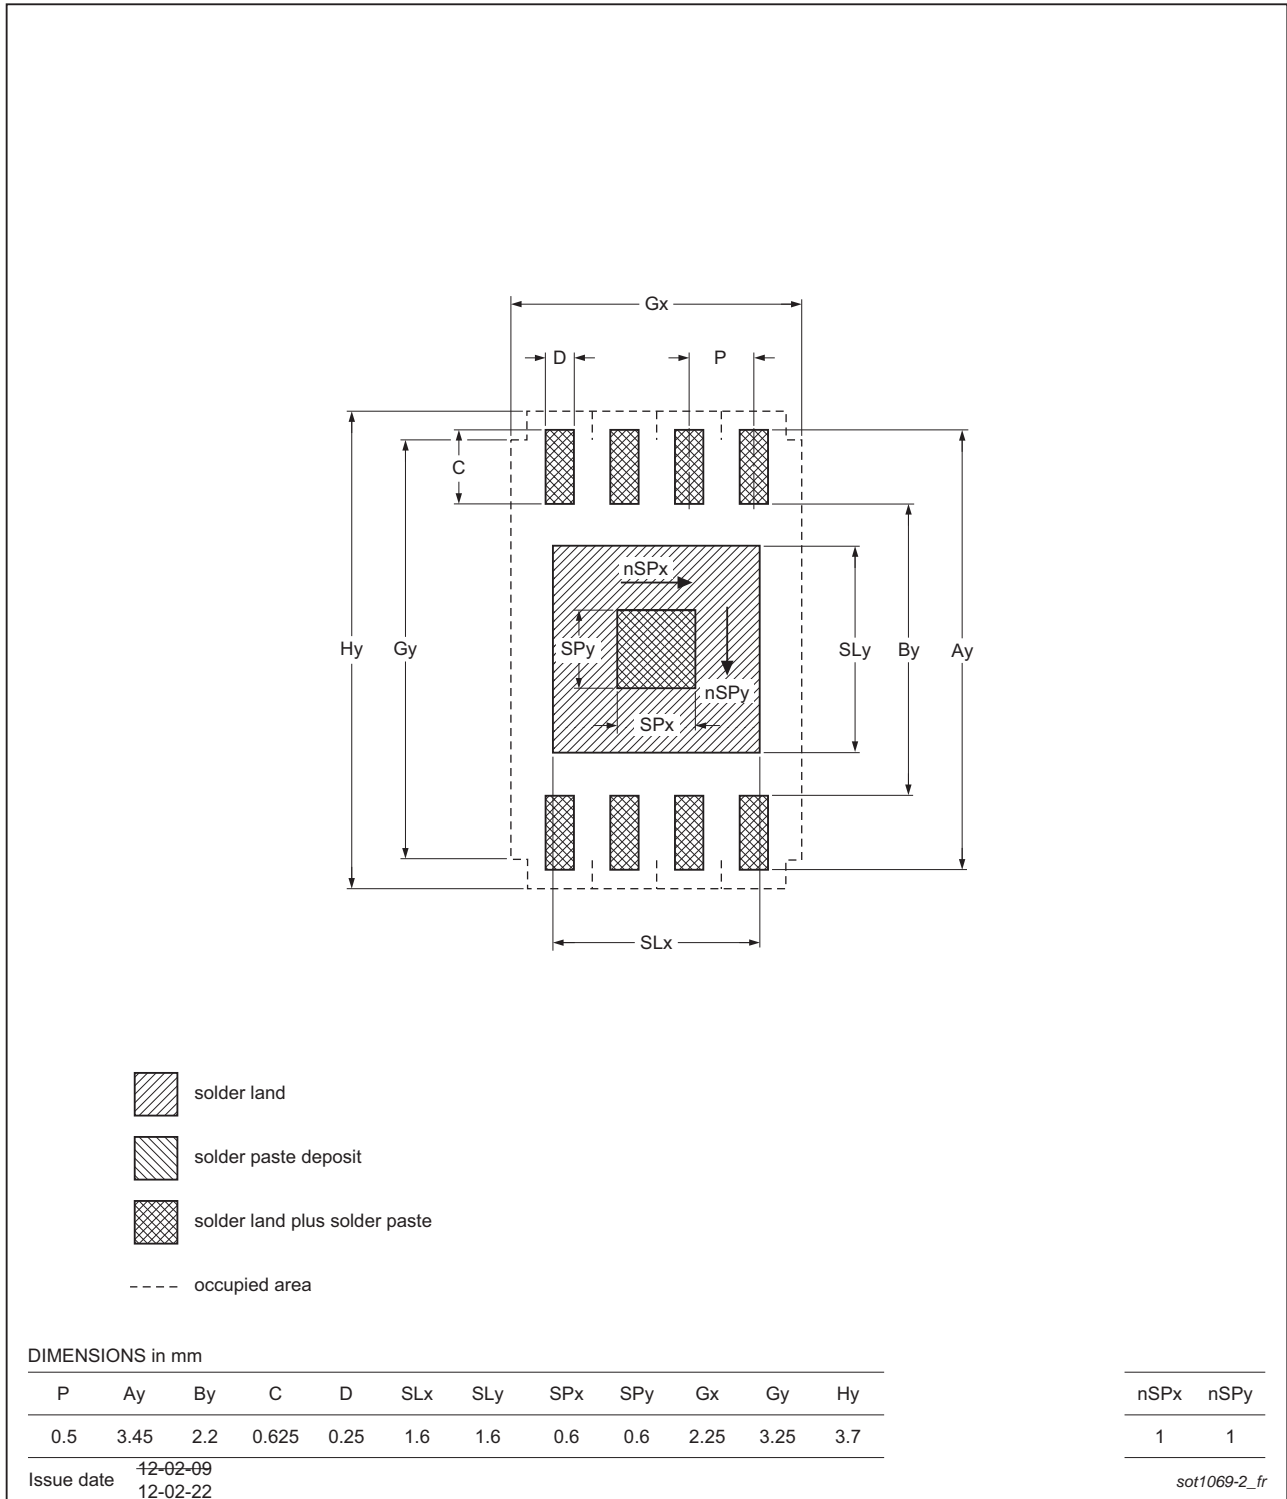 Gx
D P
C
nSPx
Hy Gy SPy SLy By Ay
nSPy
SPx
SLx
solder land
solder paste deposit
solder land plus solder paste
occupied area
DIMENSIONS in mm
P Ay By C D SLx SLy SPx SPy Gx Gy Hy nSPx nSPy
0.5 3.45 2.2 0.625 0.25 1.6 1.6 0.6 0.6 2.25 3.25 3.7 1 1
12-02-09
Issue date
12-02-22
sot1069-2_fr